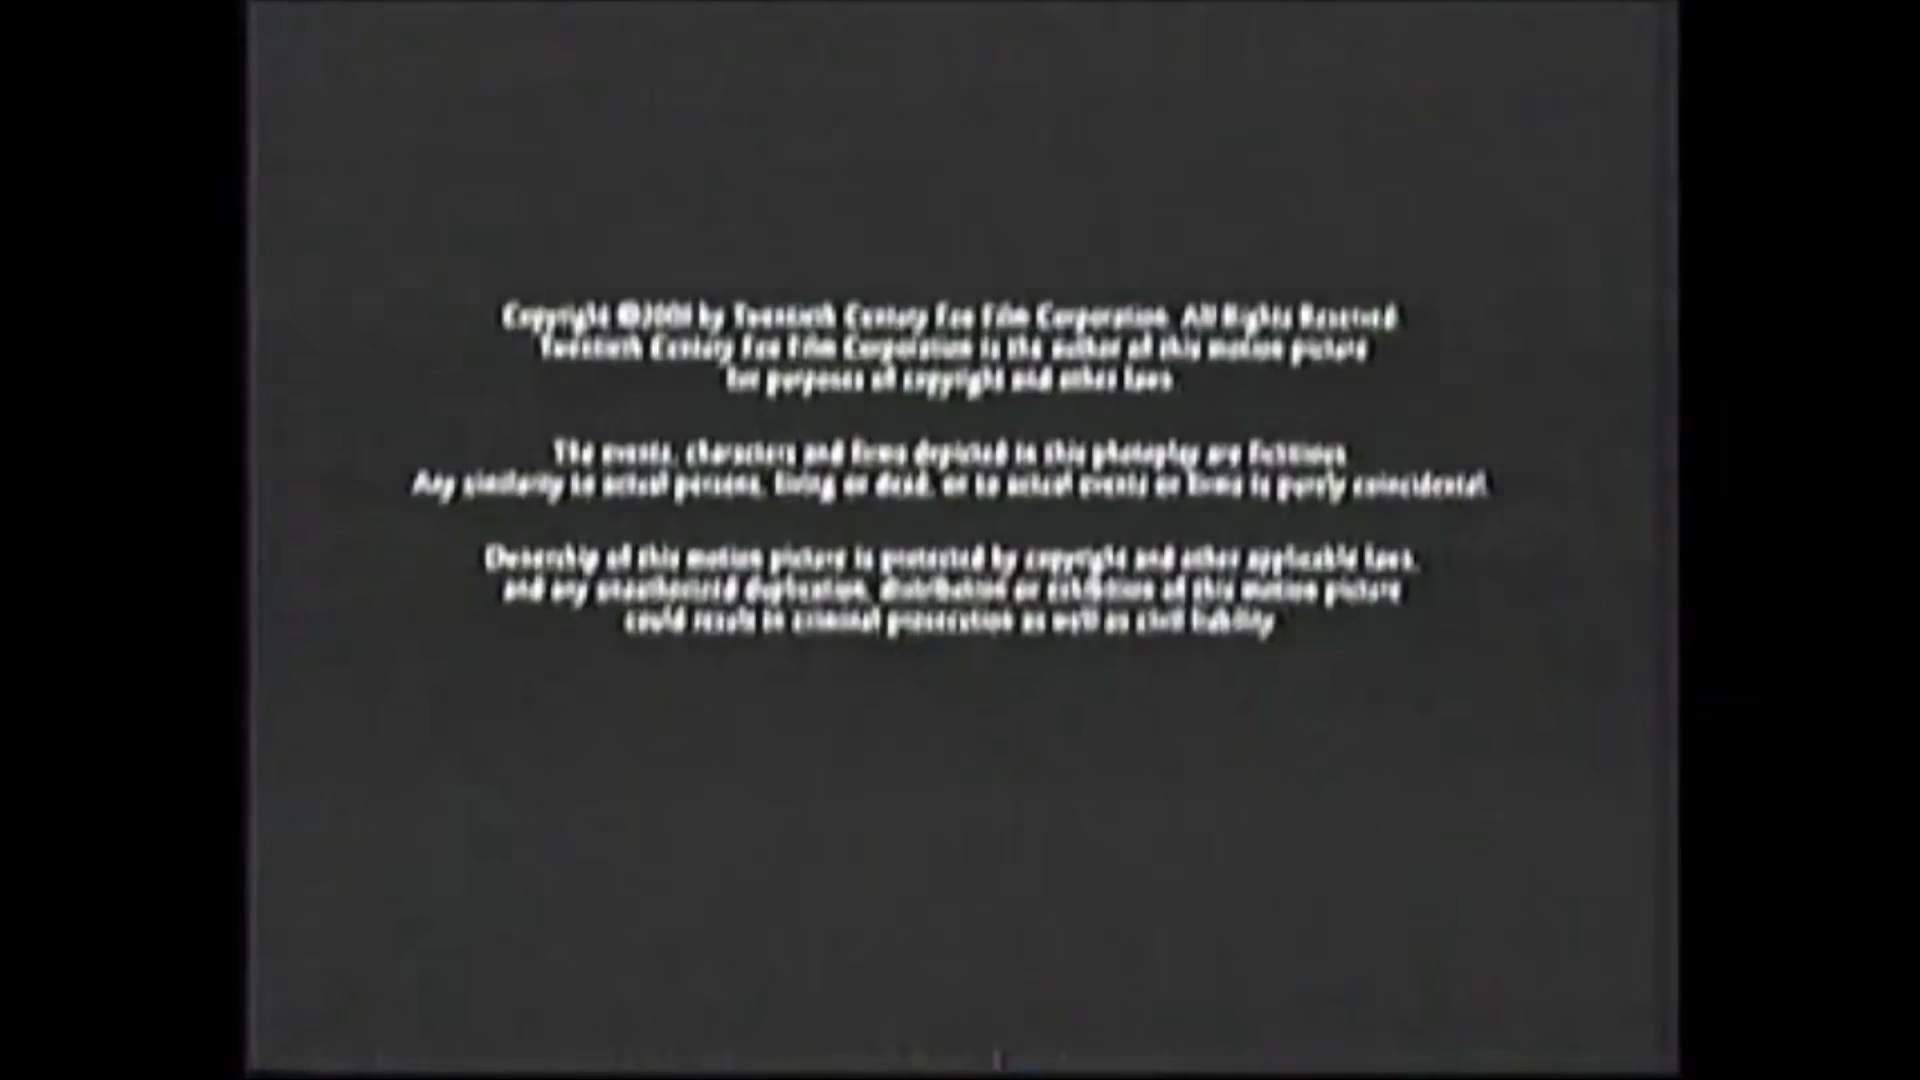 Copyright © by Twentieth Century Fox Film Corporation. All Rights Reserved
Twentieth Century Fox Film Corporation is the author of this motion picture
for purposes of copyright and other laws
The events, characters and firms depicted in this photoplay are fictitious
Any similarity to actual persons, living or dead, or to actual events or firms is purely coincidental.
Ownership of this motion picture is protected by copyright and other applicable laws,
and any unauthorized duplication, distribution or exhibition of this motion picture
could result in criminal prosecution as well as civil liability